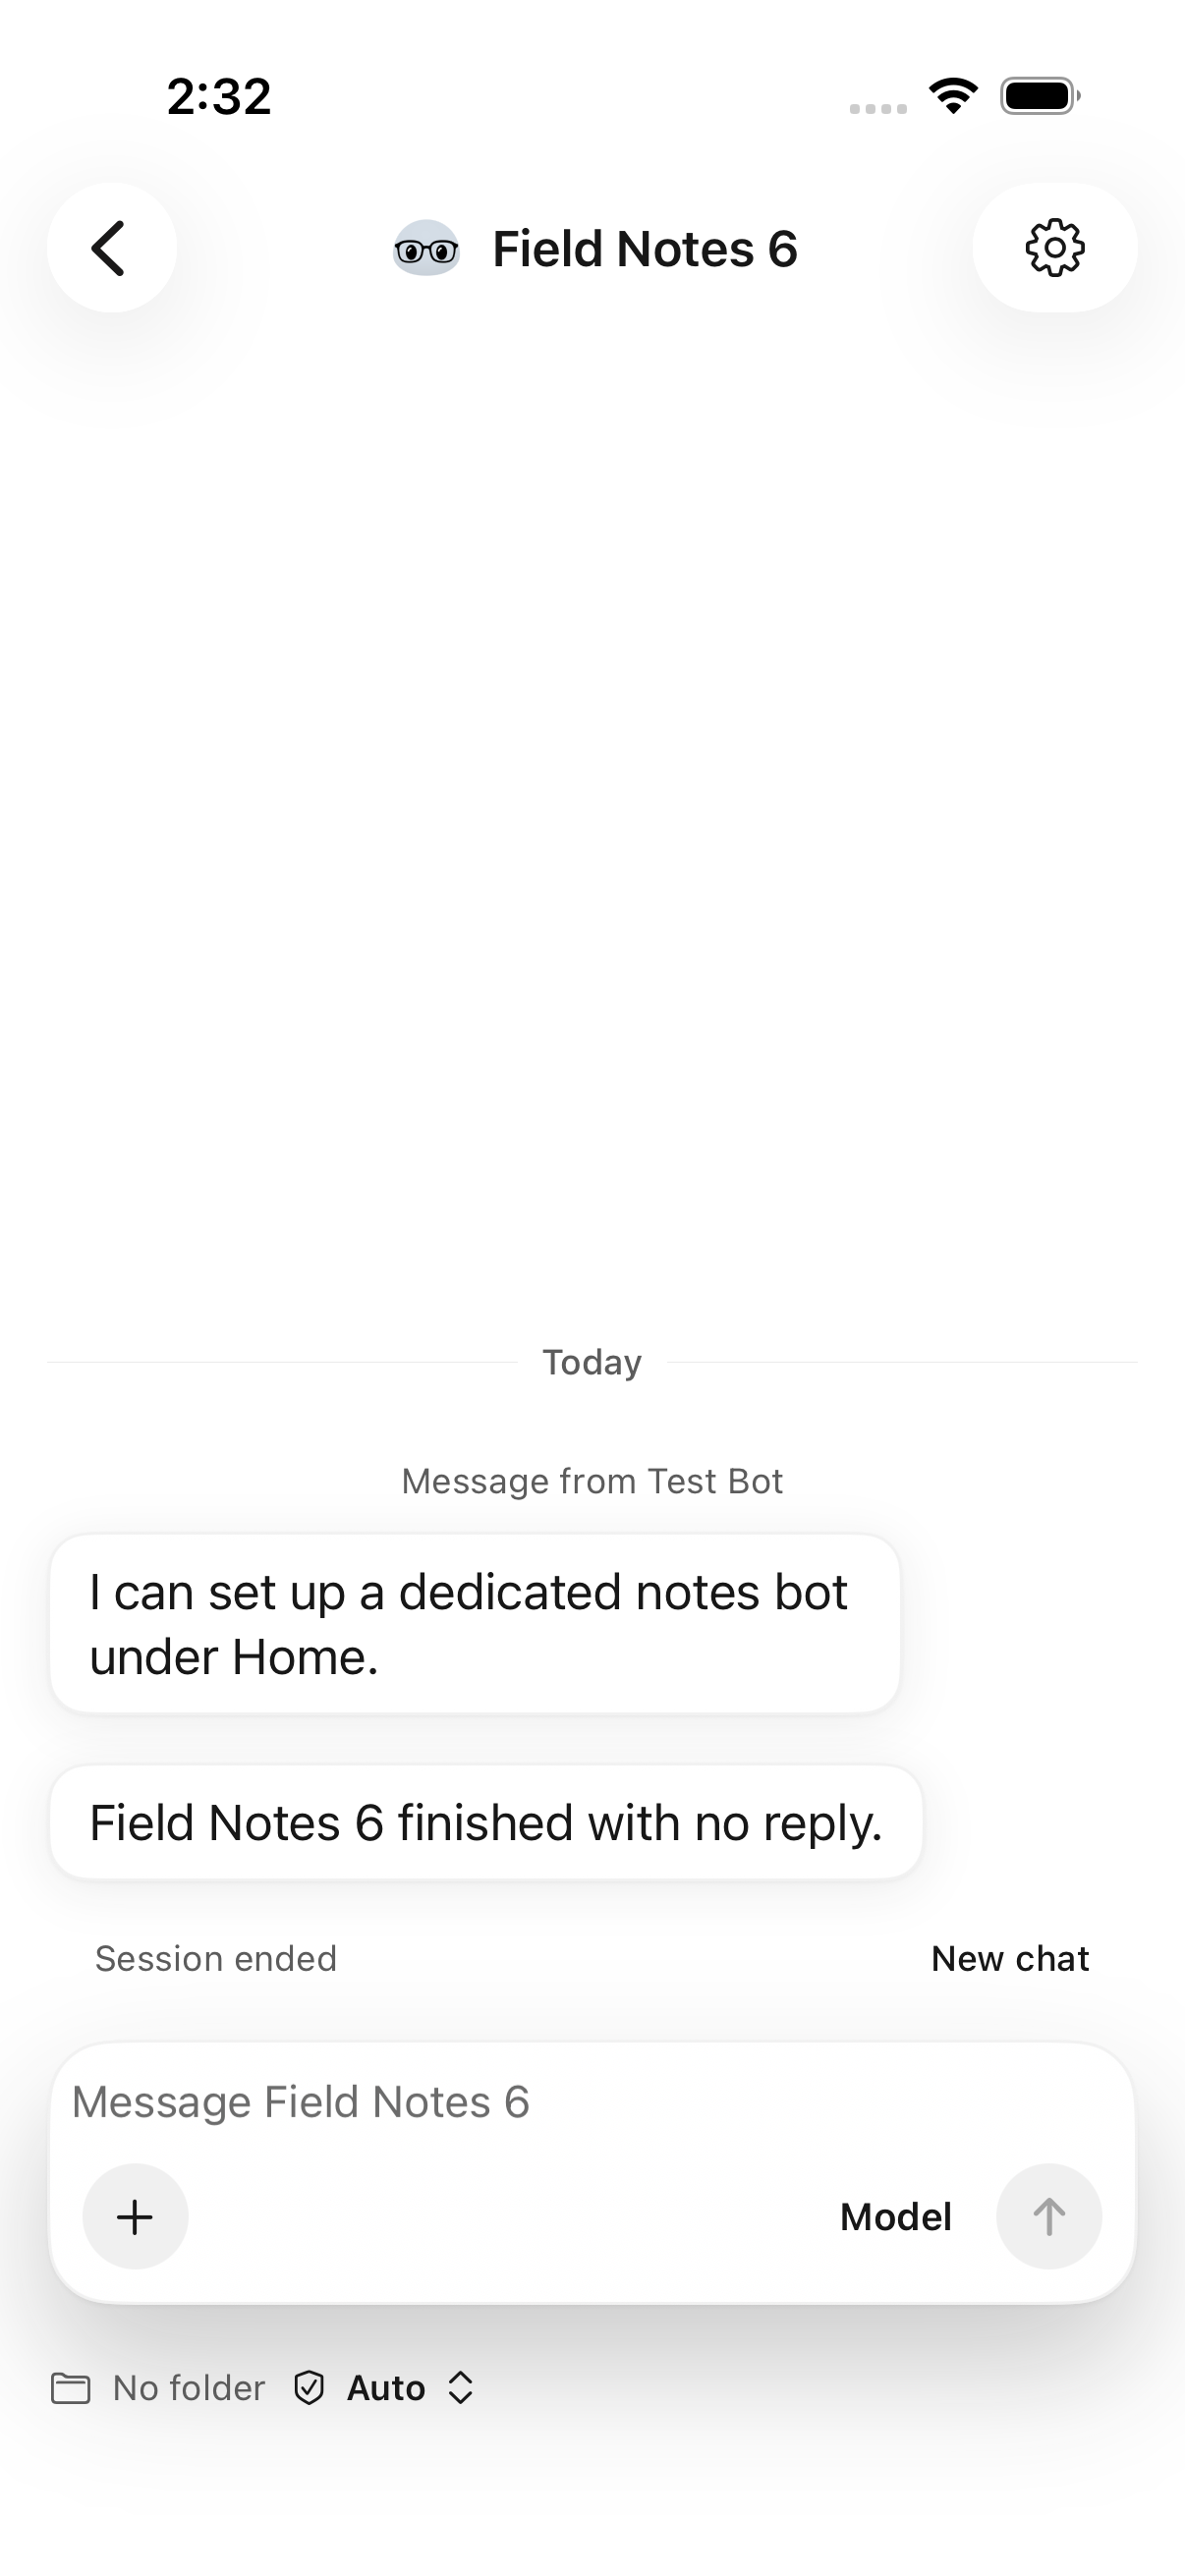 2:32
Field Notes 6
Today
Message from Test Bot
I can set up a dedicated notes bot
under Home.
Field Notes 6 finished with no reply.
Session ended
New chat
Message Field Notes 6
Model
No folder
Auto